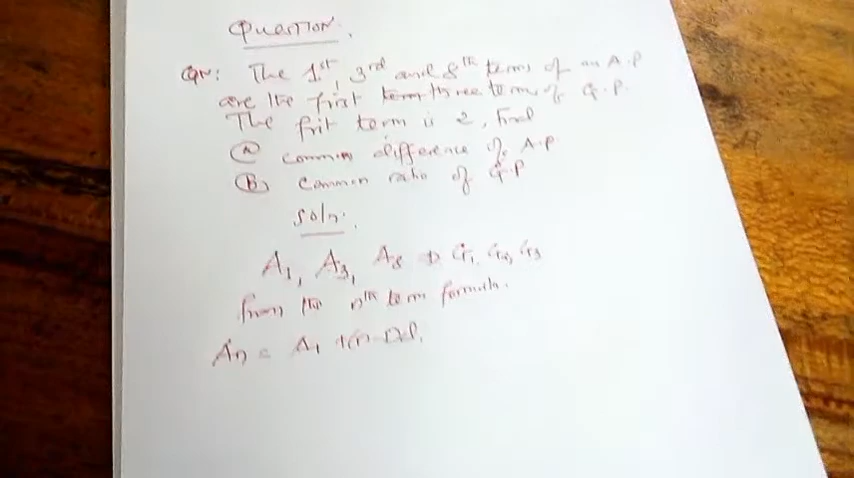 Question.
QN: The 1st, 3rd and 8th terms of an A.P
are the first three terms of G.P.
The frit term is 2, find
(a) common difference of A.P
(b) common ratio of G.P
Soln.
A1, A3, A8 G1, G2, G3
from the nth term formula.
An = A1 +(n-1)d.